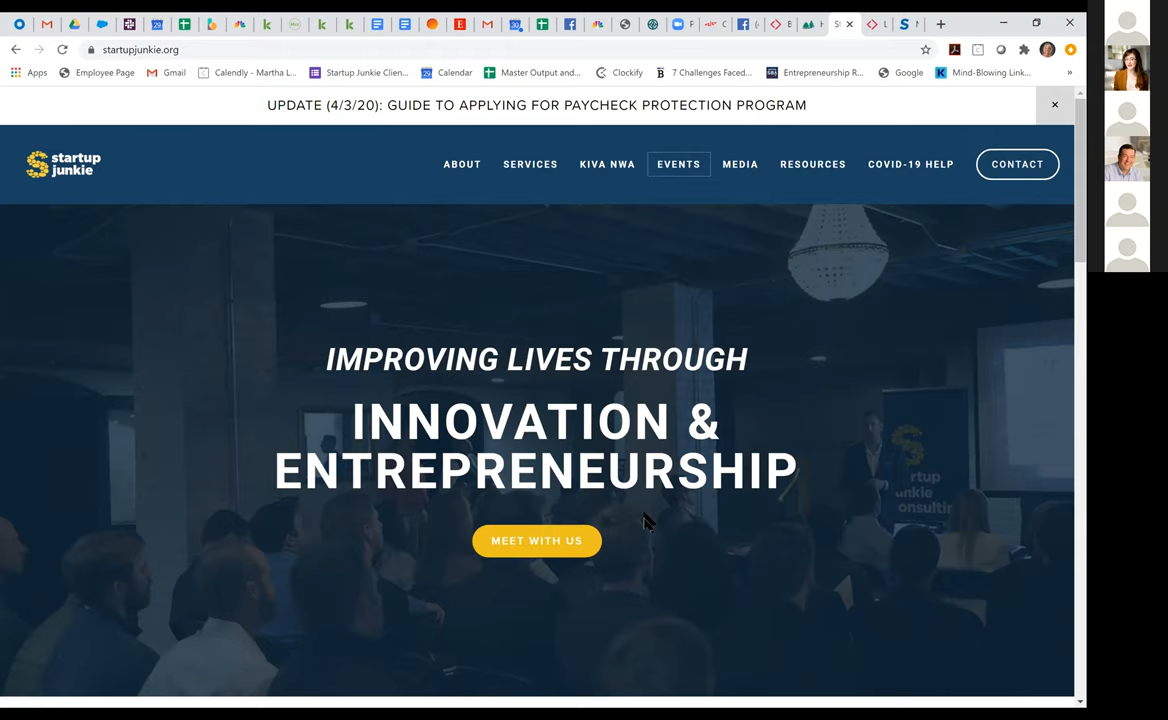 startupjunkie.org
Apps Employee Page Gmail Calendly - Martha L... Startup Junkie Clien... Calendar Master Output and... Clockify 7 Challenges Faced... Entrepreneurship R... Google Mind-Blowing Link... »
UPDATE (4/3/20): GUIDE TO APPLYING FOR PAYCHECK PROTECTION PROGRAM
startup
junkie
ABOUT SERVICES KIVA NWA EVENTS MEDIA RESOURCES COVID-19 HELP CONTACT
IMPROVING LIVES THROUGH
INNOVATION &
ENTREPRENEURSHIP
MEET WITH US